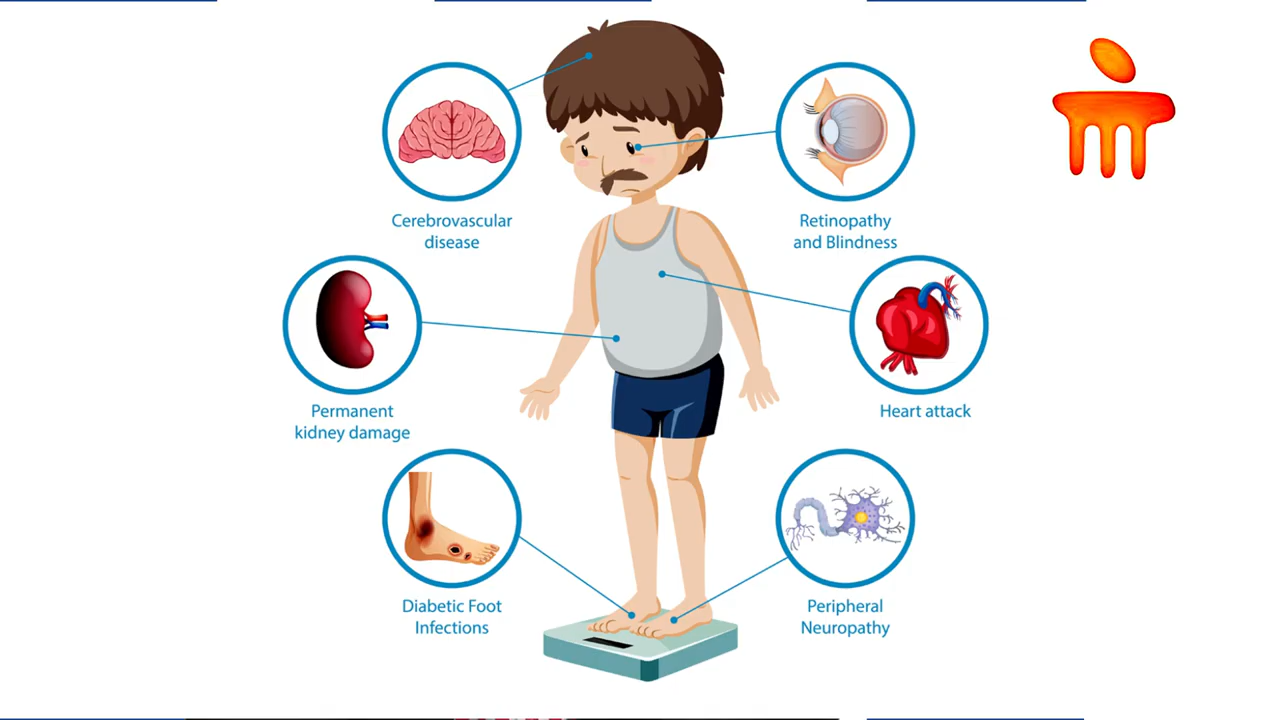 Cerebrovascular
disease
Retinopathy
and Blindness
Permanent
kidney damage
Heart attack
Diabetic Foot
Infections
Peripheral
Neuropathy